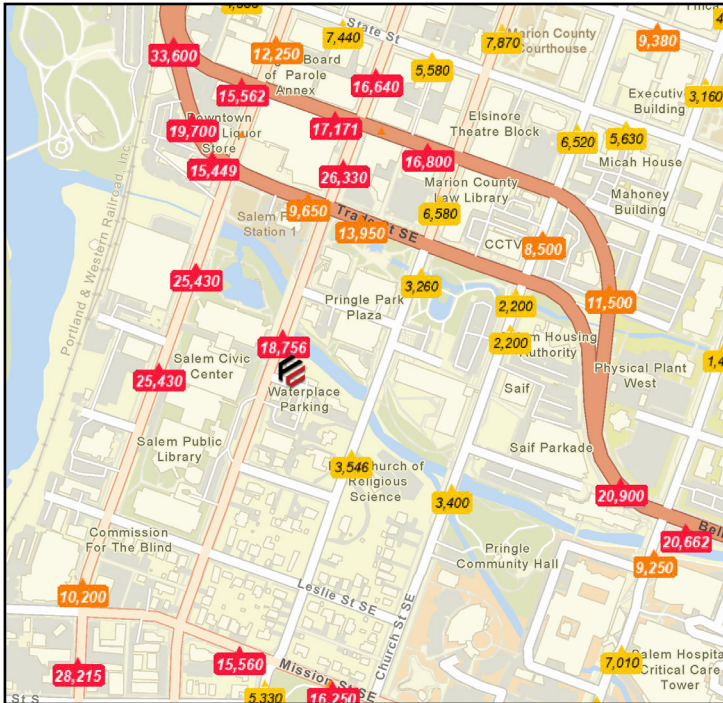 State St
7,440
Marion County
Courthouse
7,870
9,380
12,250
33,600
Board
of Parole
Annex
5,580
16,640
15,562
Executive
Building
3,160
Elsinore
Theatre Block
Downtown
Liquor
Store
19,700
17,171
6,520
5,630
16,800
Micah House
15,449
26,330
Marion County
Law Library
Mahoney
Building
9,650
6,580
Salem
Station 1
Trade St SE
13,950
CCTV
8,500
Portland & Western Railroad, Inc
25,430
3,260
Pringle Park
Plaza
2,200
11,500
2,200
Housing
Authority
18,756
Salem Civic
Center
Physical Plant
West
25,430
Waterplace
Parking
Saif
Salem Public
Library
Saif Parkade
3,546
Church of
Religious
Science
20,900
3,400
Commission
For The Blind
20,662
Pringle
Community Hall
9,250
Leslie St SE
10,200
Church St SE
15,560
Mission St SE
28,215
7,010
Salem Hospital
Critical Care
Tower
St S
5,330
16,250